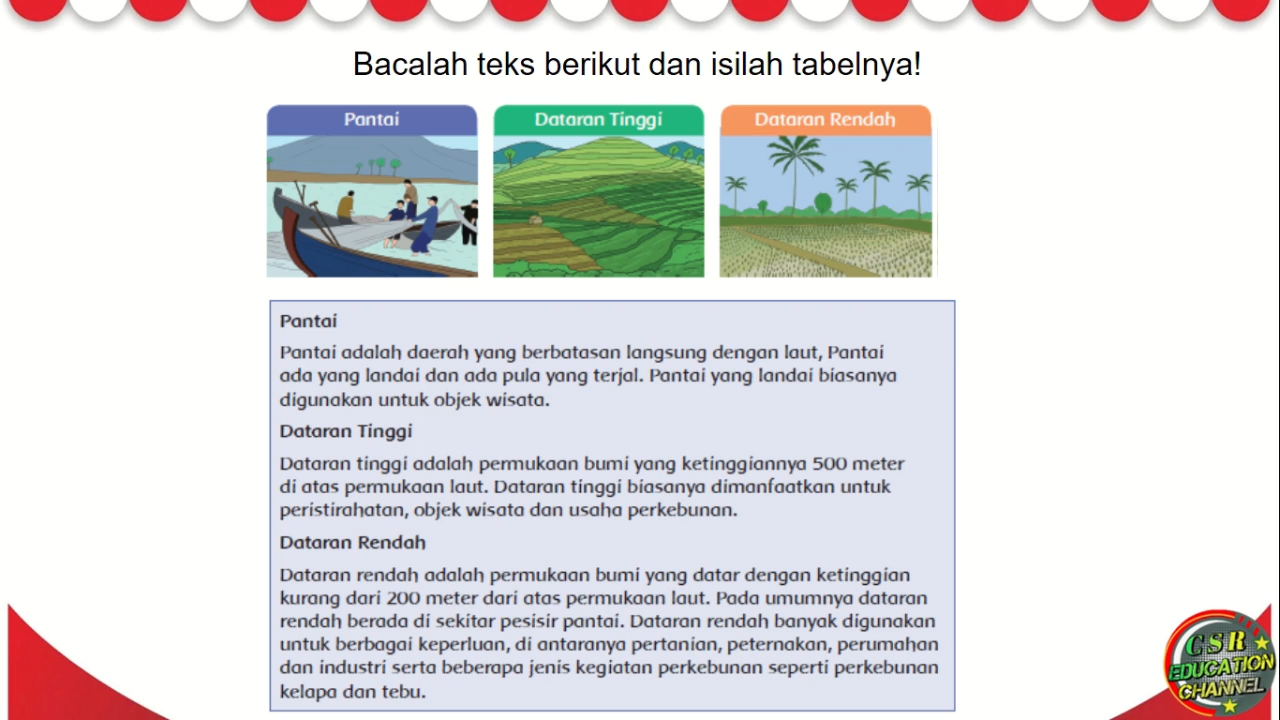 Bacalah teks berikut dan isilah tabelnya!
Pantai
Dataran Tinggi
Dataran Rendah
Pantai
Pantai adalah daerah yang berbatasan langsung dengan laut, Pantai
ada yang landai dan ada pula yang terjal. Pantai yang landai biasanya
digunakan untuk objek wisata.
Dataran Tinggi
Dataran tinggi adalah permukaan bumi yang ketinggiannya 500 meter
di atas permukaan laut. Dataran tinggi biasanya dimanfaatkan untuk
peristirahatan, objek wisata dan usaha perkebunan.
Dataran Rendah
Dataran rendah adalah permukaan bumi yang datar dengan ketinggian
kurang dari 200 meter dari atas permukaan laut. Pada umumnya dataran
rendah berada di sekitar pesisir pantai. Dataran rendah banyak digunakan
untuk berbagai keperluan, di antaranya pertanian, peternakan, perumahan
dan industri serta beberapa jenis kegiatan perkebunan seperti perkebunan
kelapa dan tebu.
CSR
EDUCATION
CHANNEL